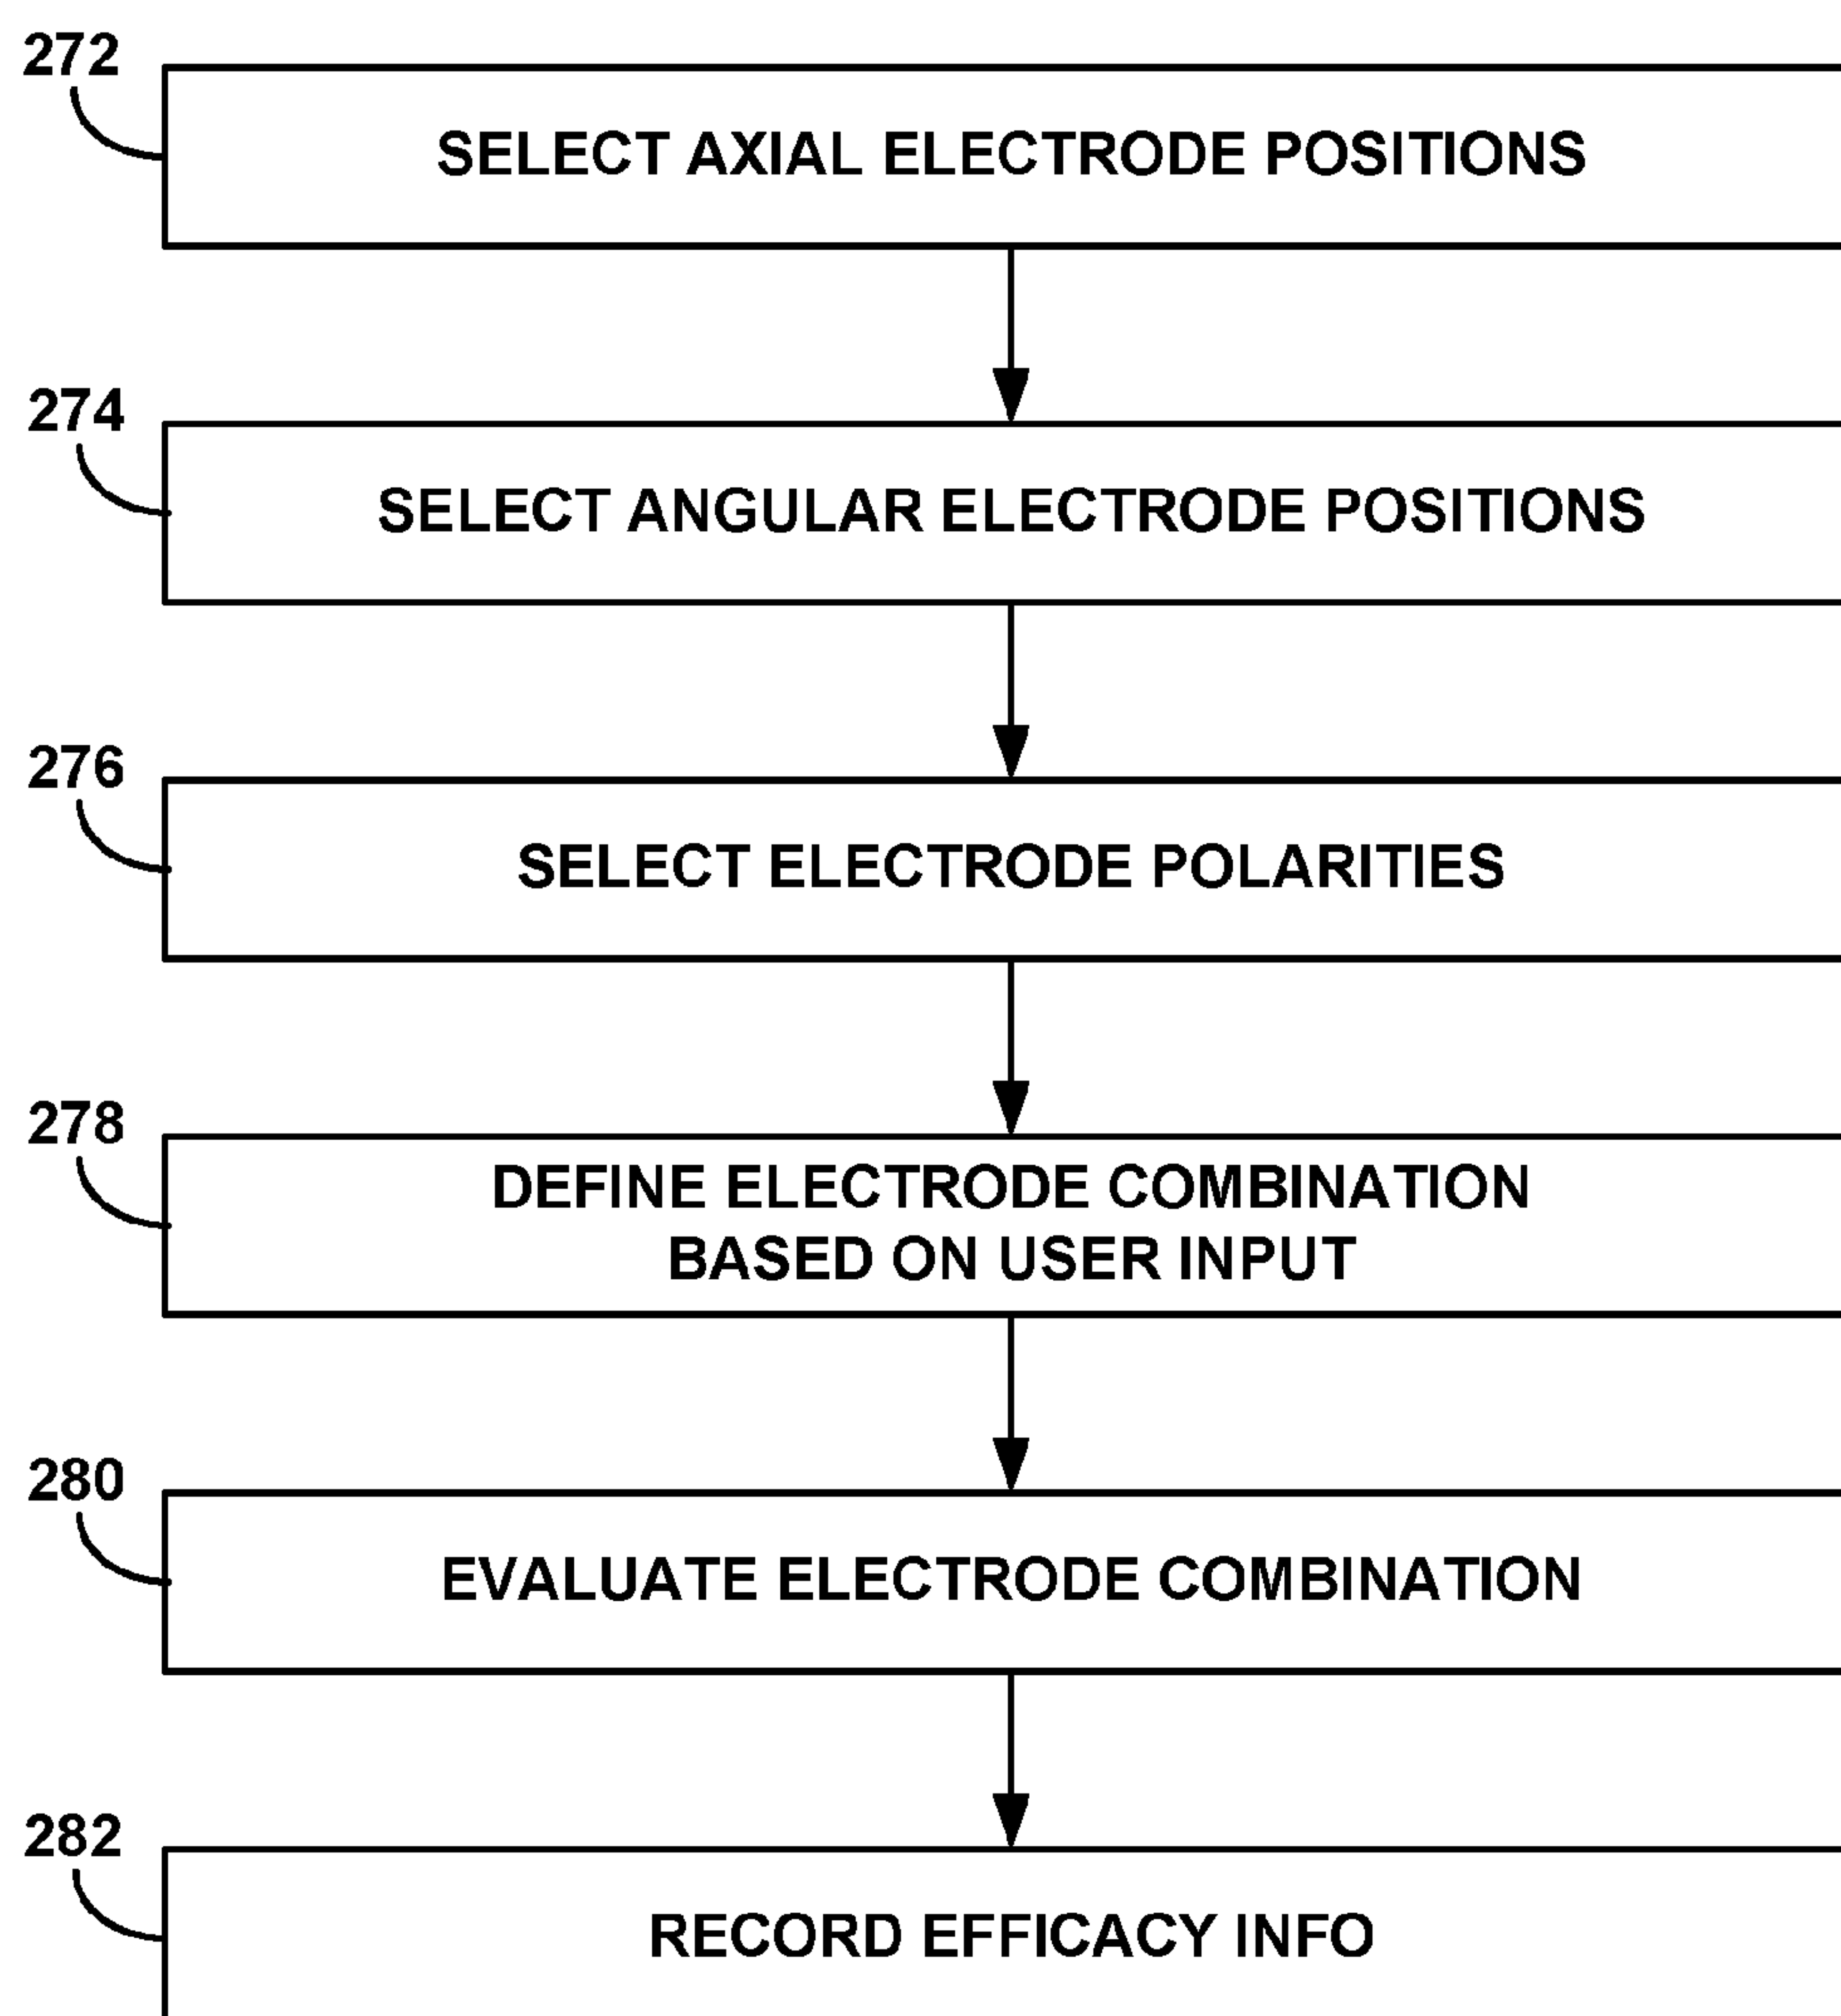 272
SELECT AXIAL ELECTRODE POSITIONS
274
SELECT ANGULAR ELECTRODE POSITIONS
276
SELECT ELECTRODE POLARITIES
278
DEFINE ELECTRODE COMBINATION
BASED ON USER INPUT
280
EVALUATE ELECTRODE COMBINATION
282
RECORD EFFICACY INFO